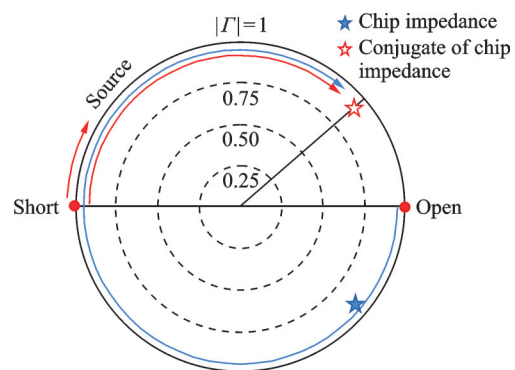 |Γ|=1
Chip impedance
Conjugate of chip
impedance
Source
0.75
0.50
0.25
Short
Open